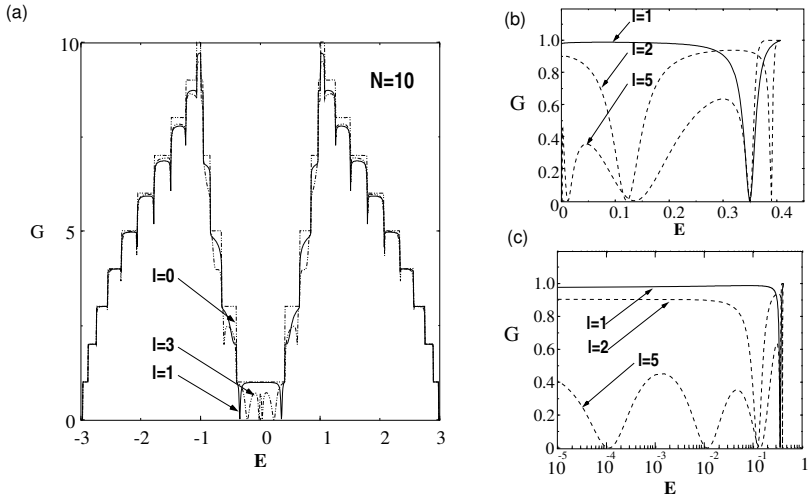 (a)
10
5
0
G
N=10
l=0
l=3
l=1
-3 -2 -1 0 1 2 3
E
(b)
1.0
0.8
0.6
0.4
0.2
0
G
l=1
l=2
l=5
0 0.1 0.2 0.3 0.4
E
(c)
1.0
0.8
0.6
0.4
0.2
0
G
l=1
l=2
l=5
10^-5 10^-4 10^-3 10^-2 10^-1 1
E